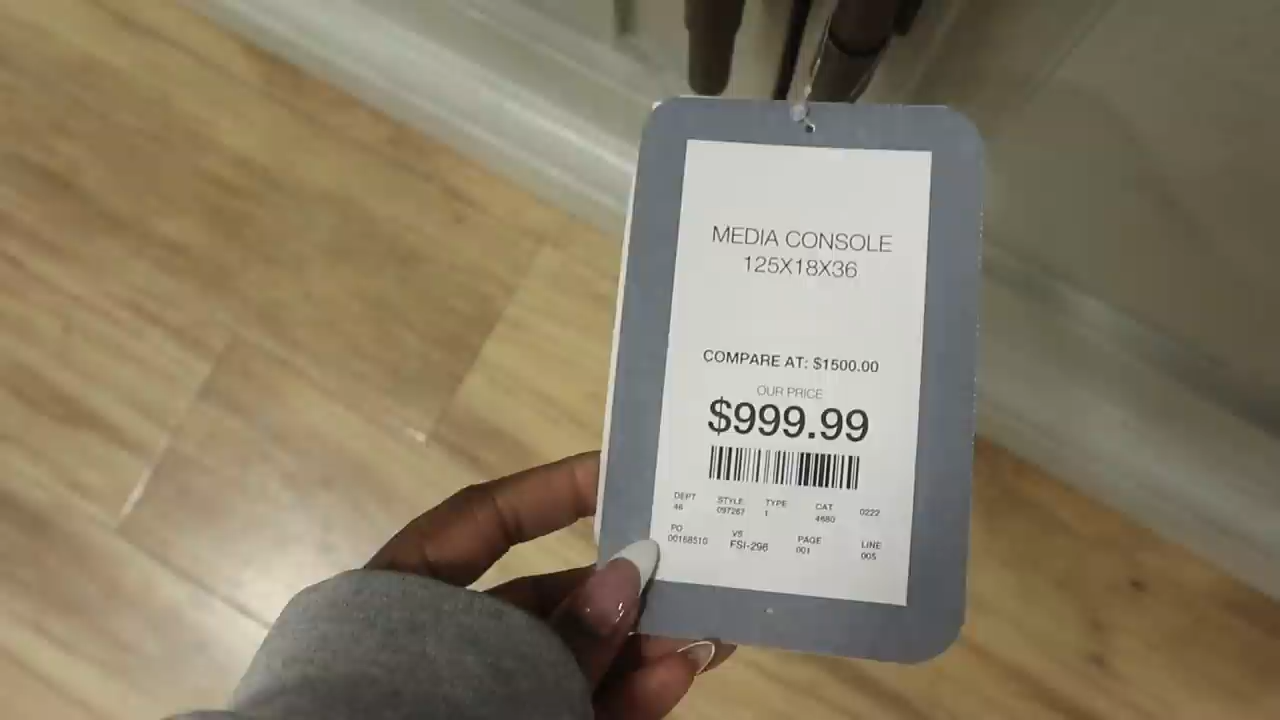 MEDIA CONSOLE
125X18X36
COMPARE AT: $1500.00
OUR PRICE
$999.99
DEPT STYLE TYPE CAT 0222
46 097267 1 4680
PO VS PAGE LINE
00168510 FSI-298 001 005